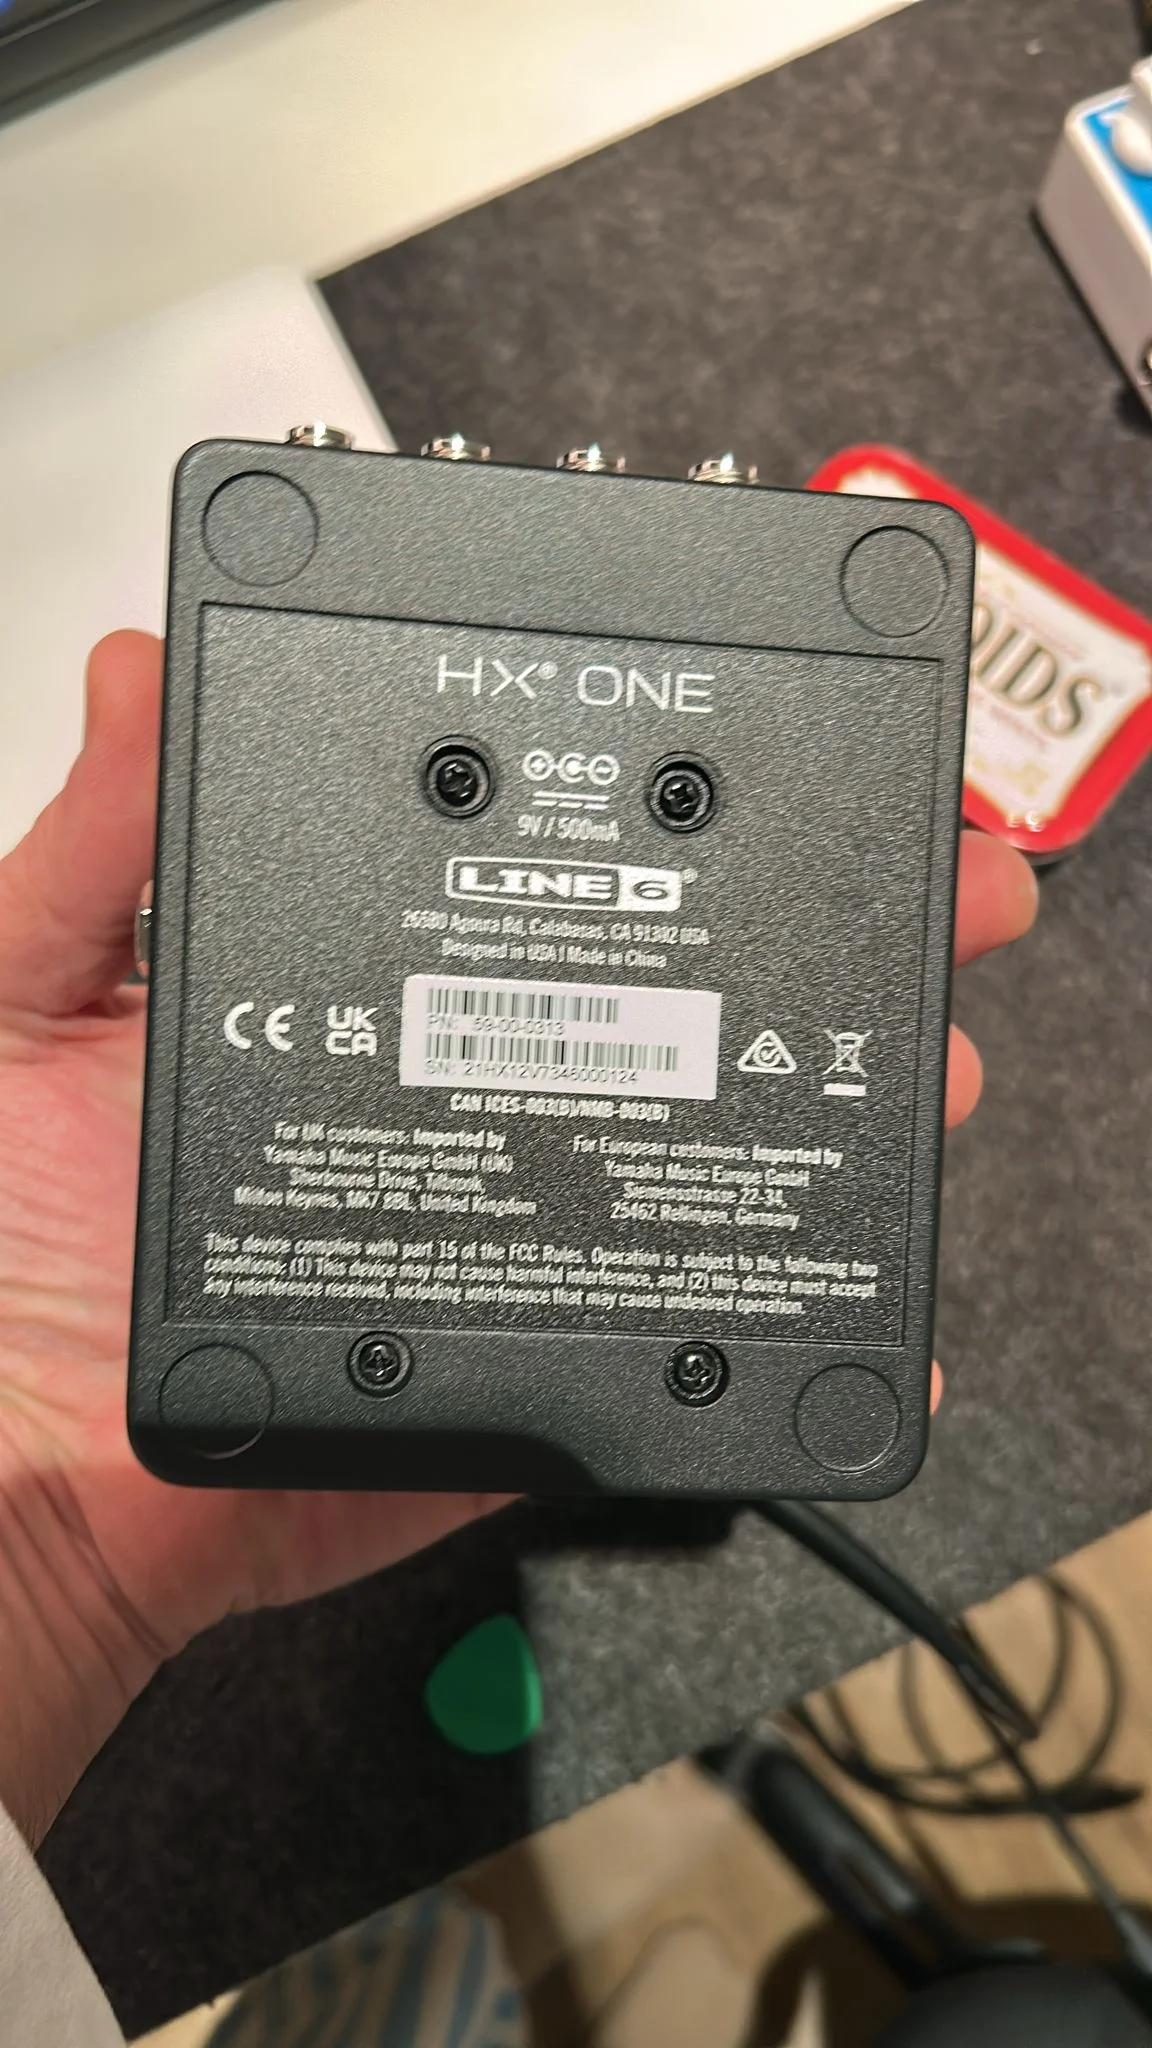 HX® ONE
9V / 500mA
LINE 6®
26580 Agoura Rd, Calabasas, CA 91302 USA
Designed in USA | Made in China
CE
UK
CA
PN: 59-00-0313
SN: 21HX12V7346000124
CAN ICES-003(B)/NMB-003(B)
For UK customers: Imported by
Yamaha Music Europe GmbH (UK)
Sherbourne Drive, Tilbrook,
Milton Keynes, MK7 8BL, United Kingdom
For European customers: Imported by
Yamaha Music Europe GmbH
Siemensstrasse 22-34,
25462 Rellingen, Germany
This device complies with part 15 of the FCC Rules. Operation is subject to the following two
conditions: (1) This device may not cause harmful interference, and (2) this device must accept
any interference received, including interference that may cause undesired operation.
OIDS